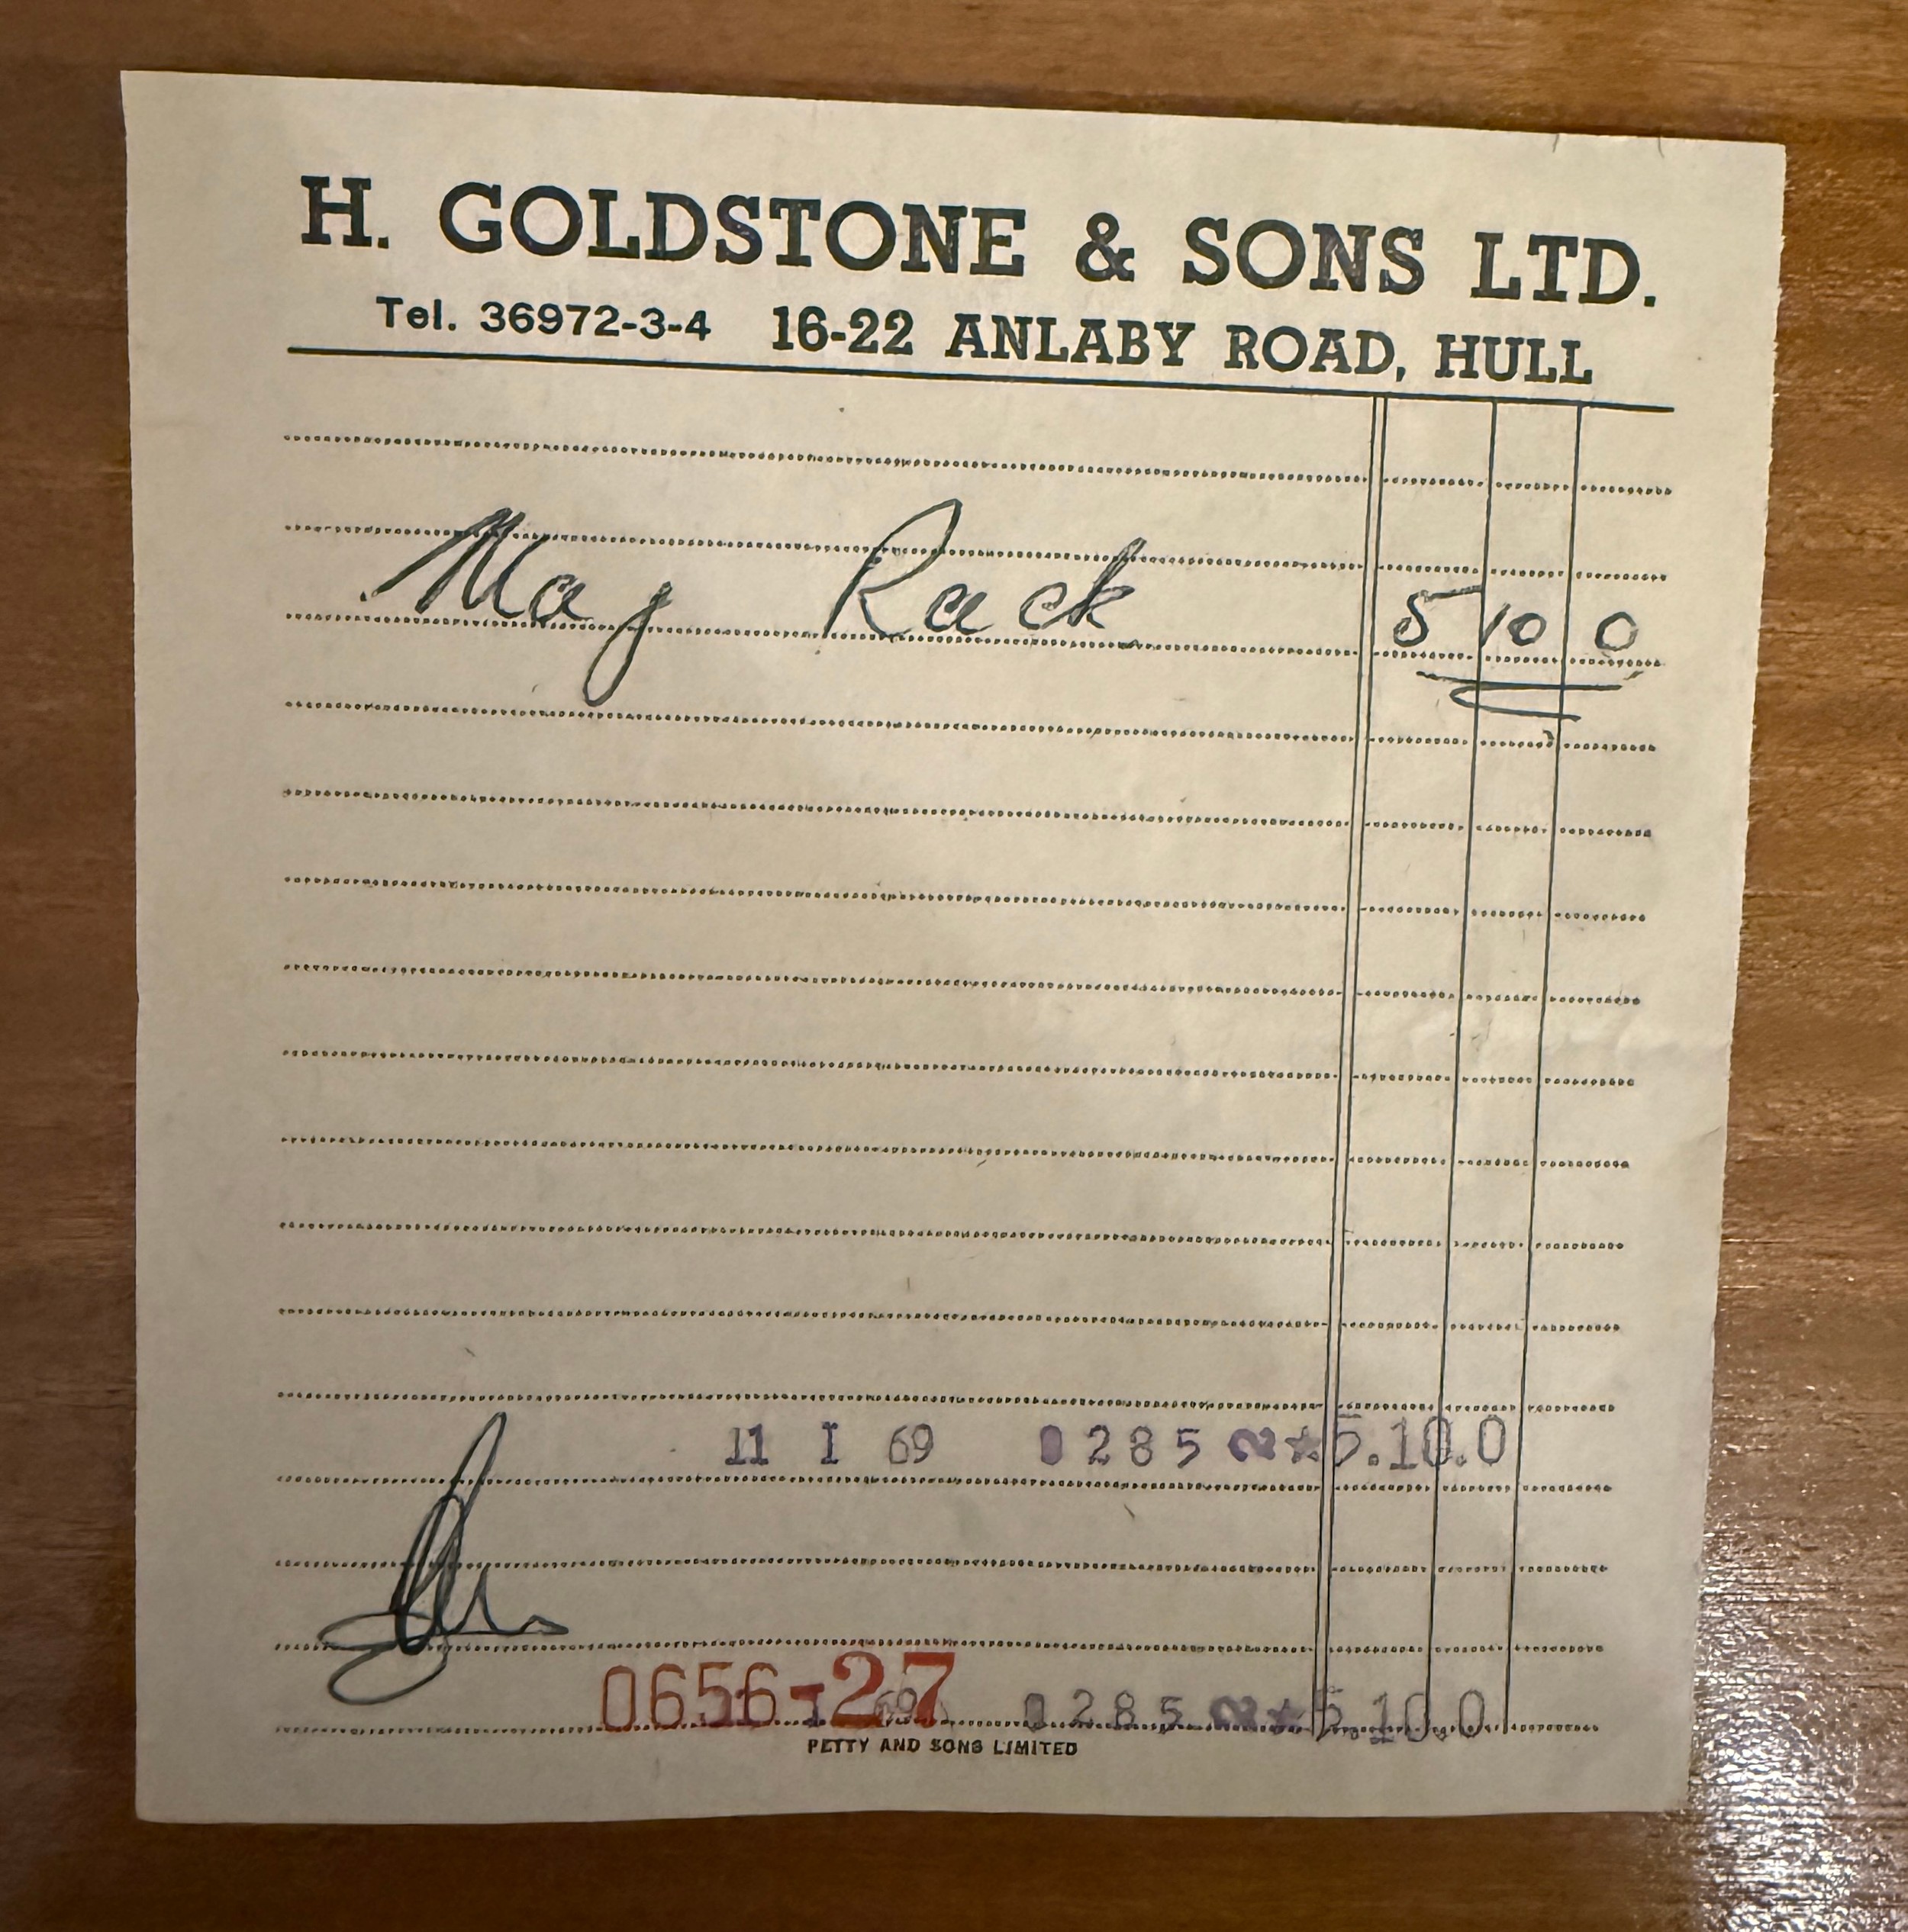 H. GOLDSTONE & SONS LTD.
Tel. 36972-3-4 16-22 ANLABY ROAD, HULL
Mag Rack 5 10 0
11 I 69 0285 *5.10.0
0656-27 69 0285 *5.10.0
PETTY AND SONS LIMITED